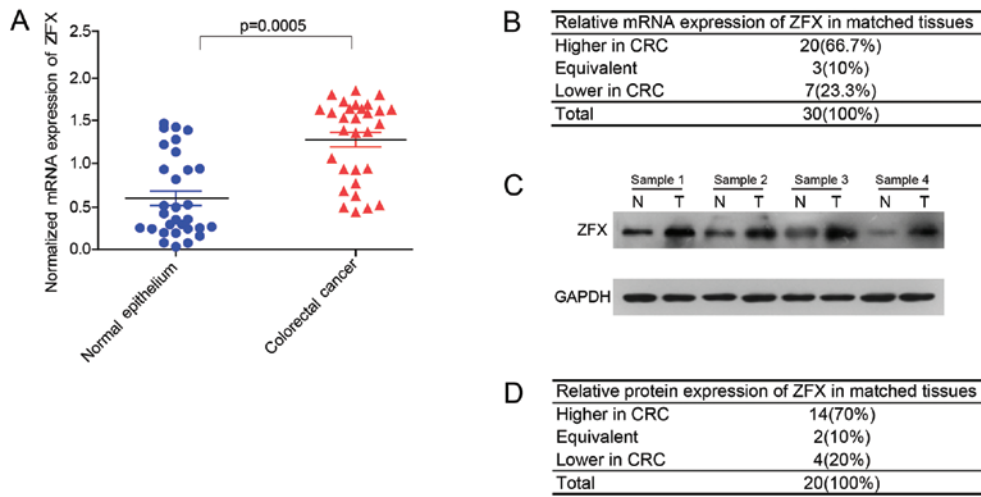 A
Normalized mRNA expression of ZFX
p=0.0005
2.5
2.0
1.5
1.0
0.5
0.0
Normal epithelium
Colorectal cancer
B
Relative mRNA expression of ZFX in matched tissues
Higher in CRC 20(66.7%)
Equivalent 3(10%)
Lower in CRC 7(23.3%)
Total 30(100%)
C
Sample 1 Sample 2 Sample 3 Sample 4
N T N T N T N T
ZFX
GAPDH
D
Relative protein expression of ZFX in matched tissues
Higher in CRC 14(70%)
Equivalent 2(10%)
Lower in CRC 4(20%)
Total 20(100%)